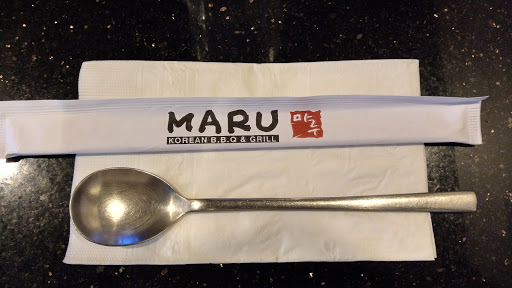 MARU 마루
KOREAN B.B.Q & GRILL